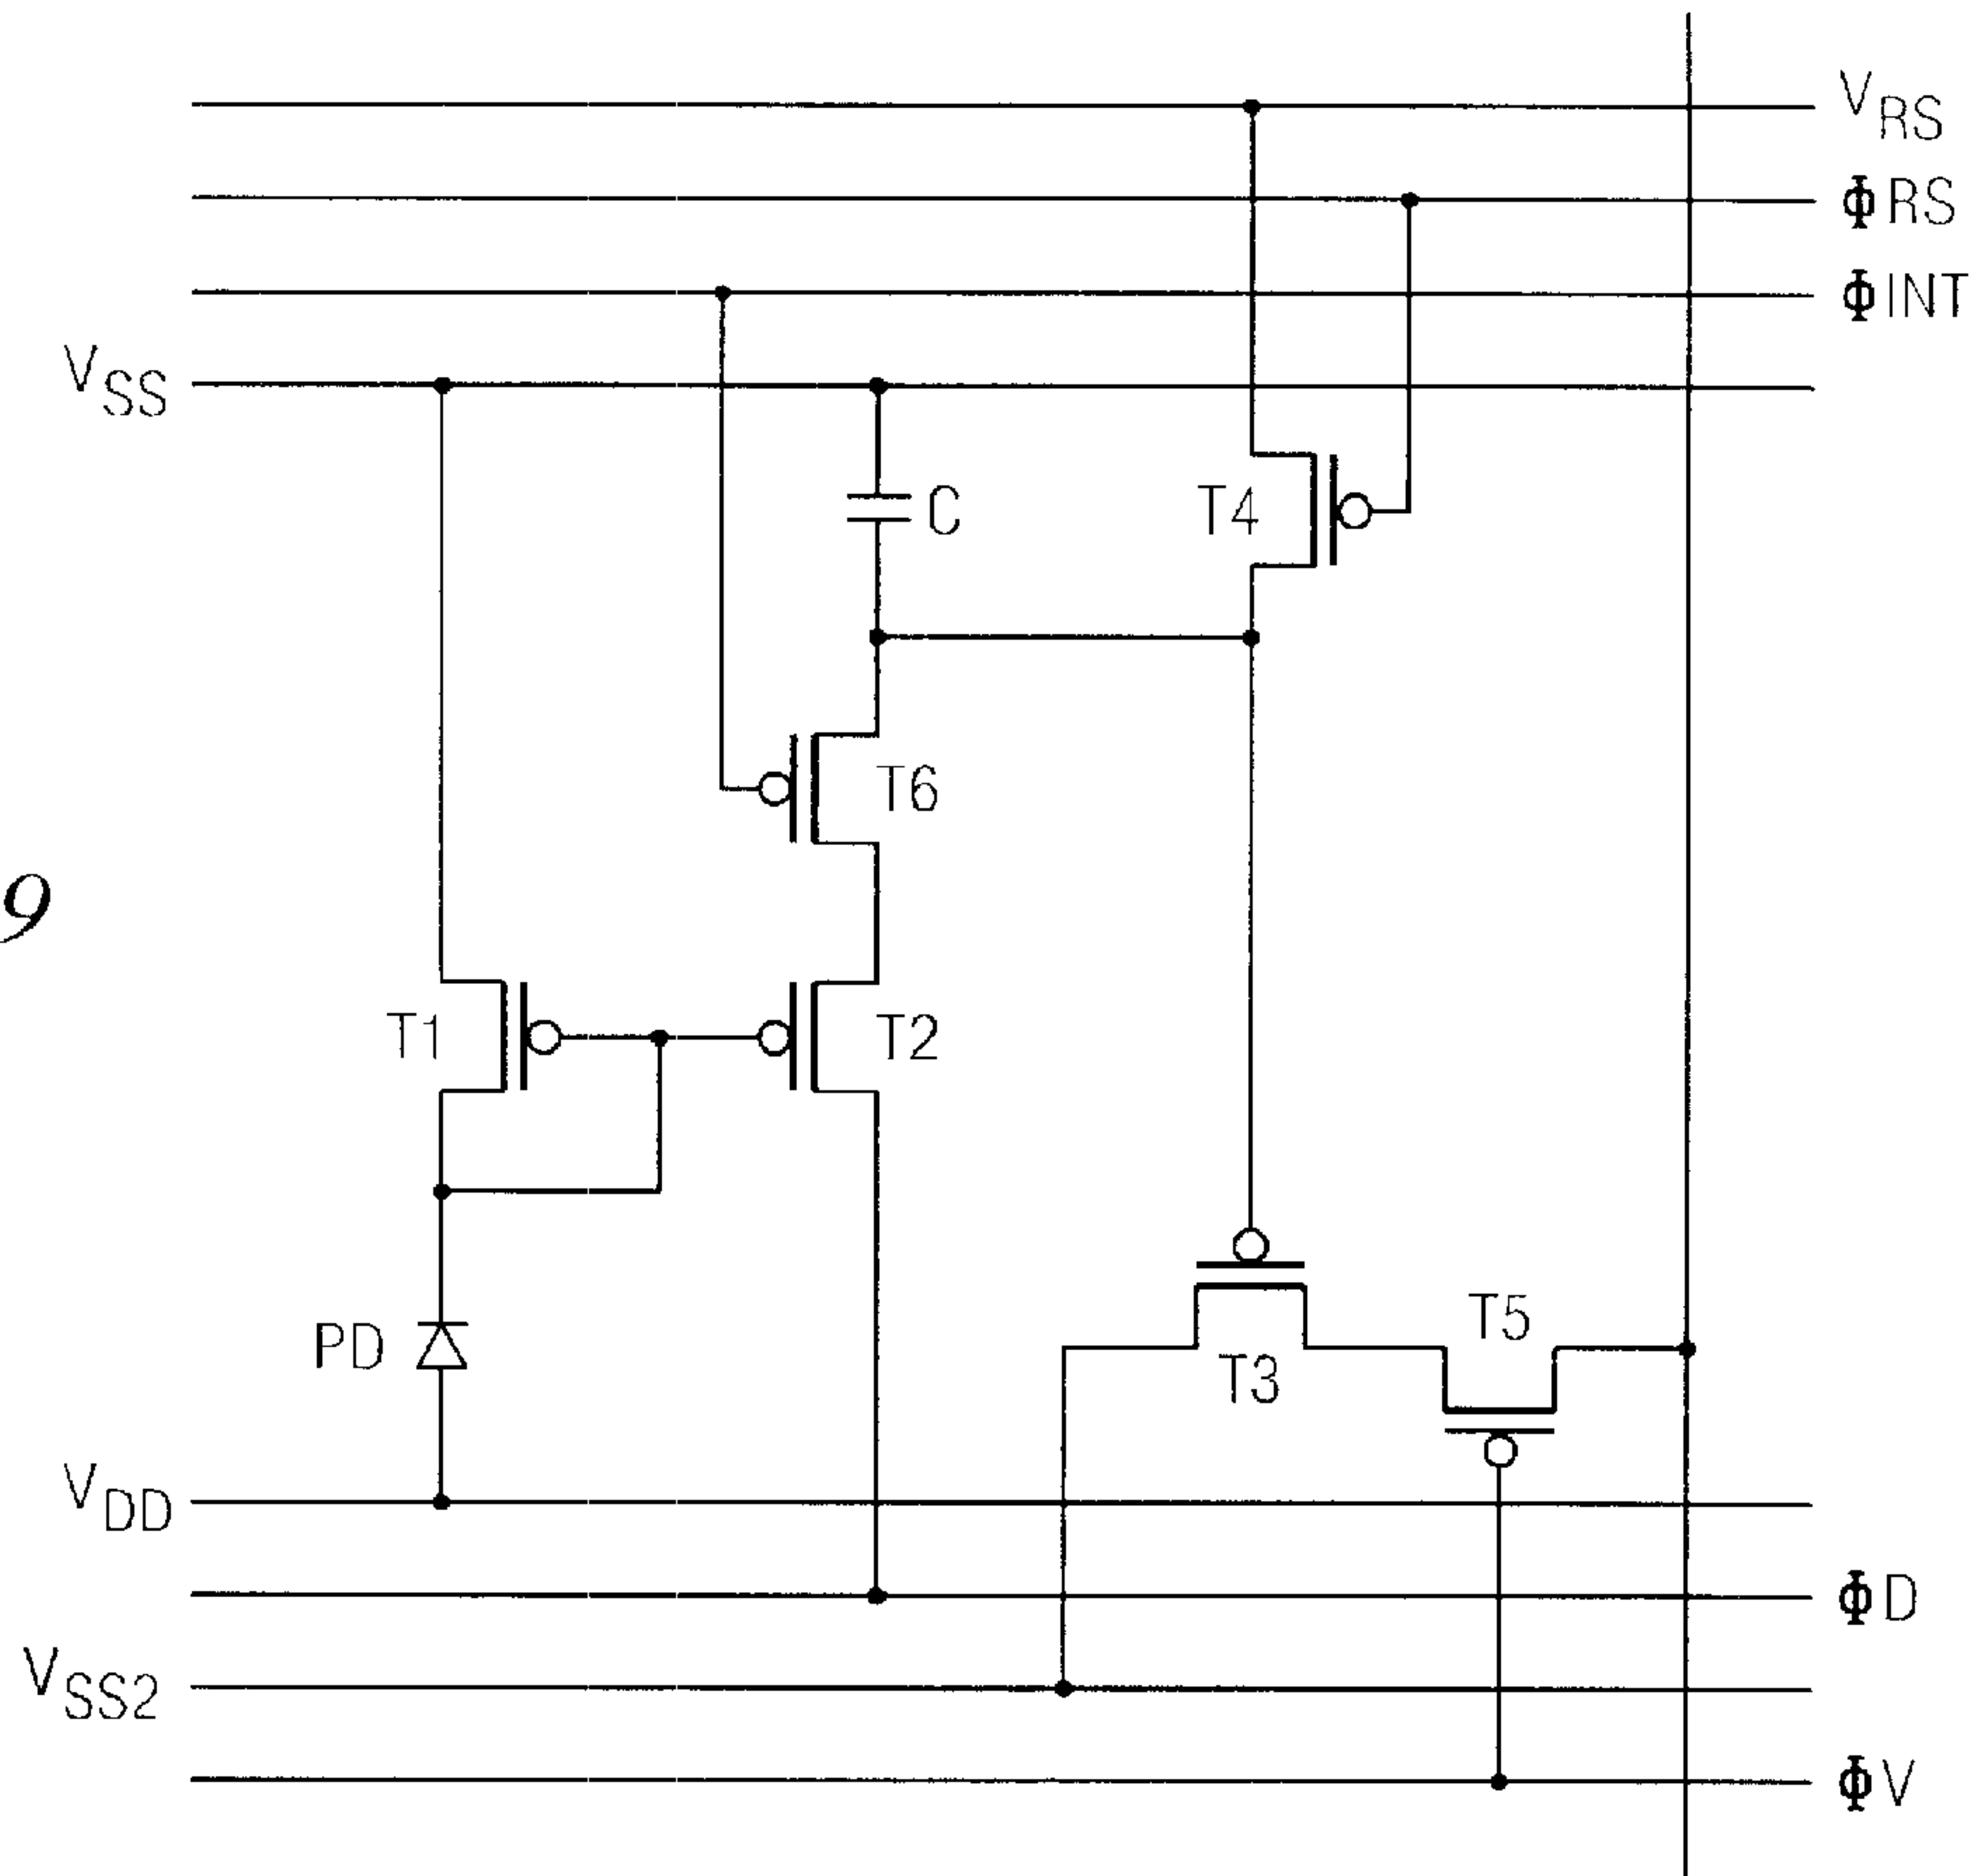 VRS
ΦRS
ΦINT
VSS
C
T4
T6
9
T1
T2
T5
PD
T3
VDD
ΦD
VSS2
ΦV